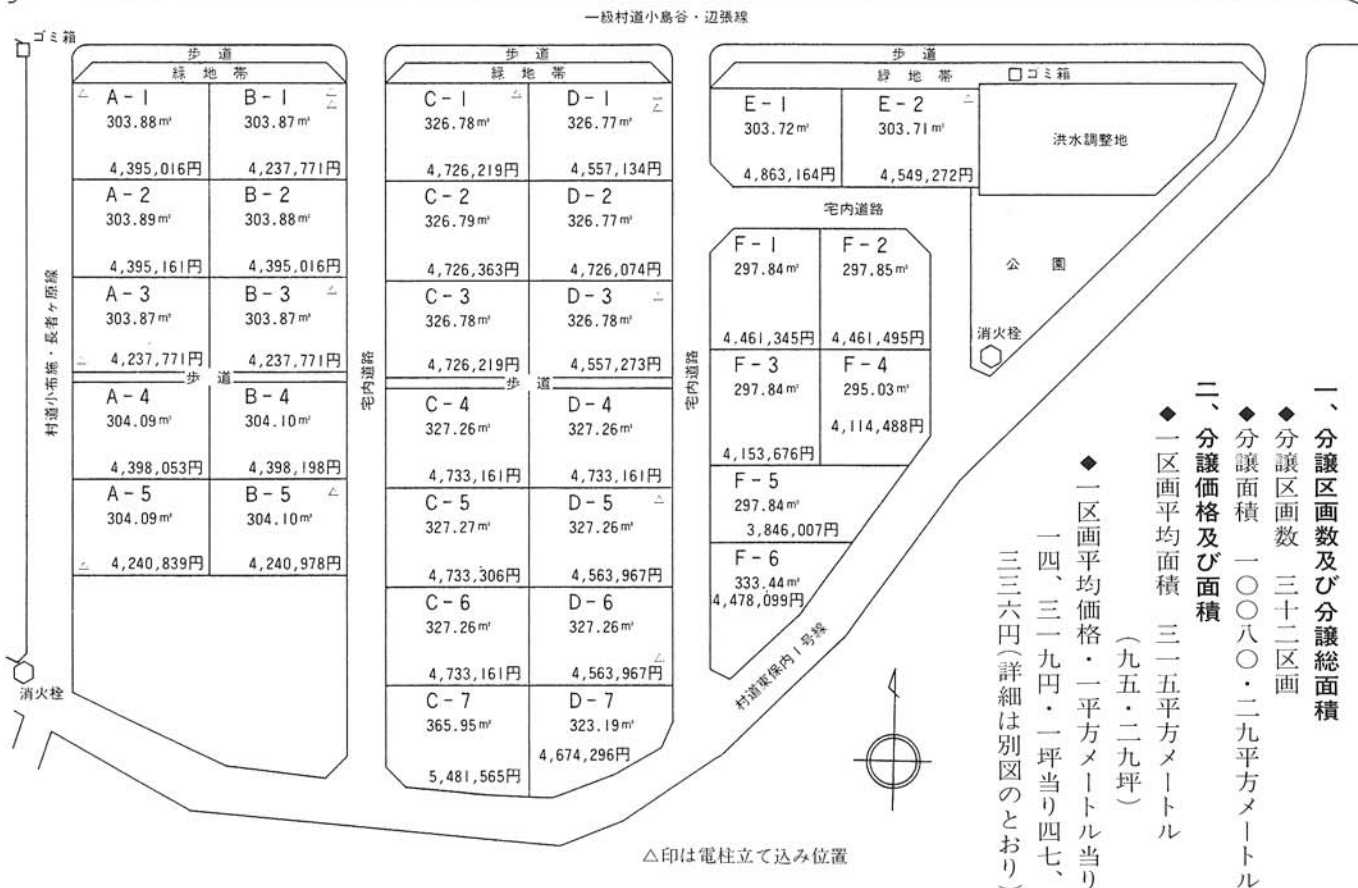 一級村道小島谷・辺張線
ゴミ箱
歩道
緑地帯
A-1
303.88㎡
4,395,016円
B-1
303.87㎡
4,237,771円
A-2
303.89㎡
4,395,161円
B-2
303.88㎡
4,395,016円
A-3
303.87㎡
4,237,771円
B-3
303.87㎡
4,237,771円
歩道
A-4
304.09㎡
4,398,053円
B-4
304.10㎡
4,398,198円
A-5
304.09㎡
4,240,839円
B-5
304.10㎡
4,240,978円
村道小布施・長者ヶ原線
消火栓
宅内道路
歩道
緑地帯
C-1
326.78㎡
4,726,219円
D-1
326.77㎡
4,557,134円
C-2
326.79㎡
4,726,363円
D-2
326.77㎡
4,726,074円
C-3
326.78㎡
4,726,219円
D-3
326.78㎡
4,557,273円
歩道
C-4
327.26㎡
4,733,161円
D-4
327.26㎡
4,733,161円
C-5
327.27㎡
4,733,306円
D-5
327.26㎡
4,563,967円
C-6
327.26㎡
4,733,161円
D-6
327.26㎡
4,563,967円
C-7
365.95㎡
5,481,565円
D-7
323.19㎡
4,674,296円
宅内道路
歩道
緑地帯
ゴミ箱
E-1
303.72㎡
4,863,164円
E-2
303.71㎡
4,549,272円
洪水調整地
宅内道路
F-1
297.84㎡
4.461,345円
F-2
297.85㎡
4,461,495円
F-3
297.84㎡
4,153,676円
F-4
295.03㎡
4,114,488円
F-5
297.84㎡
3,846,007円
F-6
333.44㎡
4,478,099円
公園
消火栓
村道東保内1号線
△印は電柱立て込み位置
一、分譲区画数及び分譲総面積
◆分譲区画数 三十二区画
◆分譲面積 一〇〇八〇・二九平方メートル
二、分譲価格及び面積
◆一区画平均面積 三一五平方メートル
(九五・二九坪)
◆一区画平均価格・一平方メートル当り
一四、三一九円・一坪当り四七、
三三六円(詳細は別図のとおり)